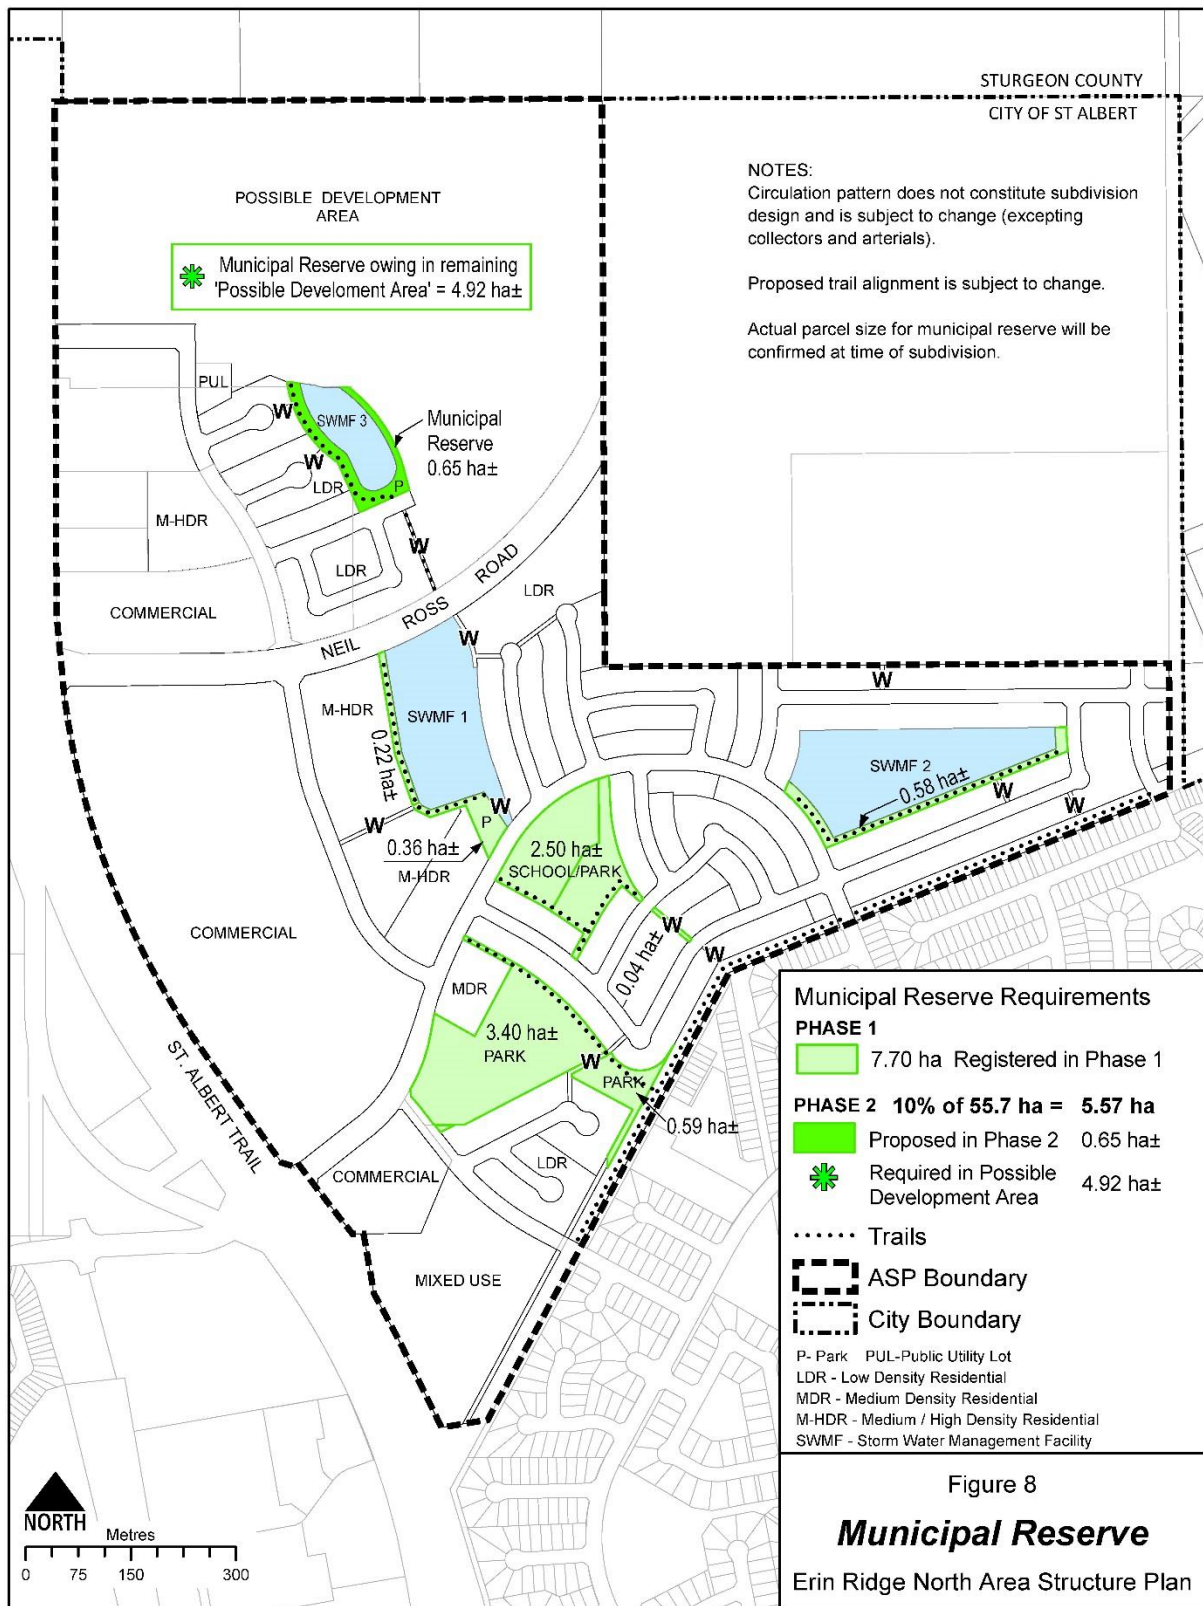 STURGEON COUNTY
CITY OF ST ALBERT
POSSIBLE DEVELOPMENT
AREA
Municipal Reserve owing in remaining
'Possible Develoment Area' = 4.92 ha±
NOTES:
Circulation pattern does not constitute subdivision
design and is subject to change (excepting
collectors and arterials).
Proposed trail alignment is subject to change.
Actual parcel size for municipal reserve will be
confirmed at time of subdivision.
PUL
W
SWMF 3
Municipal
Reserve
0.65 ha±
W
LDR
P
M-HDR
W
LDR
COMMERCIAL
NEIL ROSS ROAD
LDR
W
W
M-HDR
SWMF 1
0.22 ha±
SWMF 2
0.58 ha±
W
W
W
W
P
0.36 ha±
M-HDR
2.50 ha±
SCHOOL/PARK
W
W
0.04 ha±
COMMERCIAL
MDR
3.40 ha±
PARK
W
PARK
0.59 ha±
ST. ALBERT TRAIL
COMMERCIAL
LDR
MIXED USE
Municipal Reserve Requirements
PHASE 1
7.70 ha Registered in Phase 1
PHASE 2 10% of 55.7 ha = 5.57 ha
Proposed in Phase 2 0.65 ha±
Required in Possible
Development Area 4.92 ha±
Trails
ASP Boundary
City Boundary
P- Park PUL-Public Utility Lot
LDR - Low Density Residential
MDR - Medium Density Residential
M-HDR - Medium / High Density Residential
SWMF - Storm Water Management Facility
Figure 8
Municipal Reserve
Erin Ridge North Area Structure Plan
NORTH
Metres
0 75 150 300